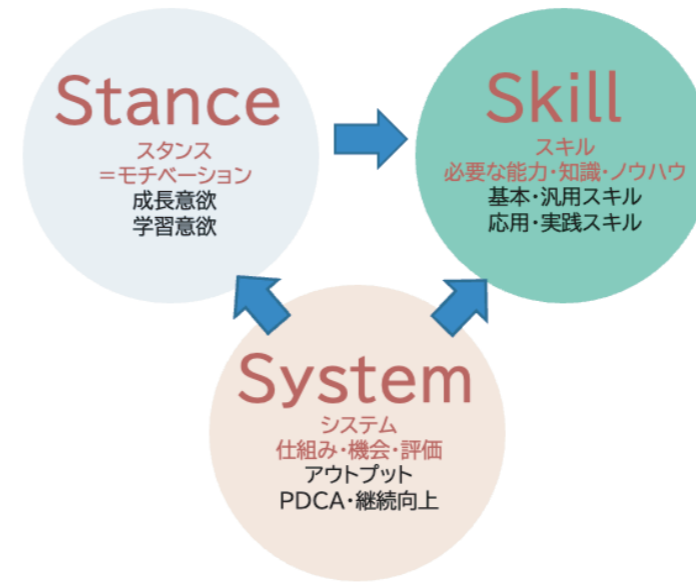 Stance
スタンス
＝モチベーション
成長意欲
学習意欲
Skill
スキル
必要な能力・知識・ノウハウ
基本・汎用スキル
応用・実践スキル
System
システム
仕組み・機会・評価
アウトプット
PDCA・継続向上